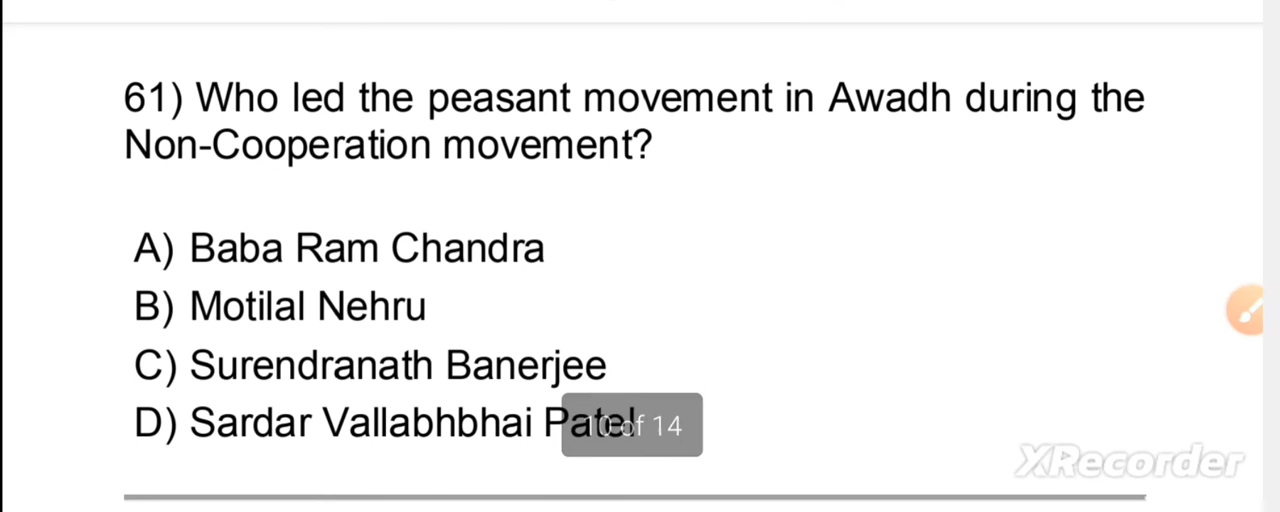 61) Who led the peasant movement in Awadh during the
Non-Cooperation movement?
A) Baba Ram Chandra
B) Motilal Nehru
C) Surendranath Banerjee
D) Sardar Vallabhbhai Patel
10 of 14
XRecorder